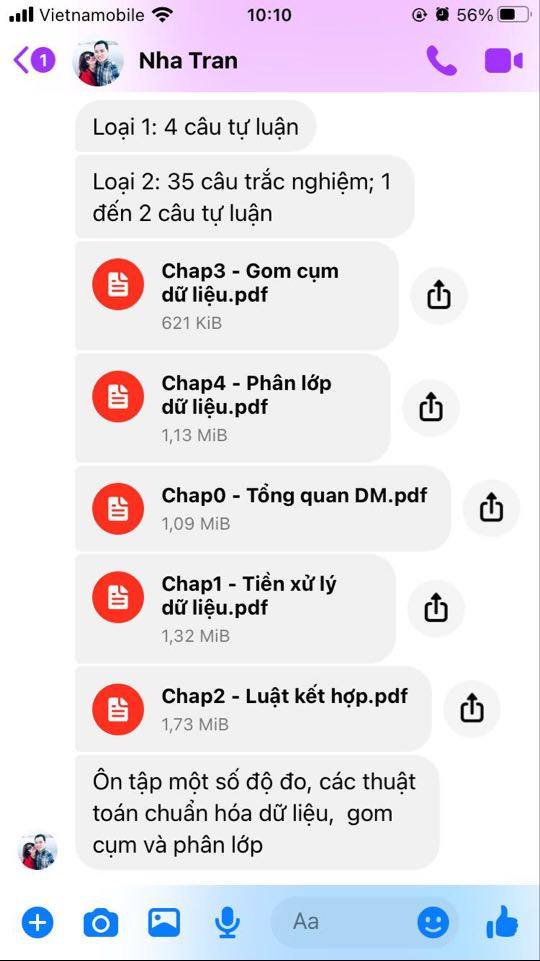 Vietnamobile 10:10 56%
1 Nha Tran
Loại 1: 4 câu tự luận
Loại 2: 35 câu trắc nghiệm; 1
đến 2 câu tự luận
Chap3 - Gom cụm
dữ liệu.pdf
621 KiB
Chap4 - Phân lớp
dữ liệu.pdf
1,13 MiB
Chap0 - Tổng quan DM.pdf
1,09 MiB
Chap1 - Tiền xử lý
dữ liệu.pdf
1,32 MiB
Chap2 - Luật kết hợp.pdf
1,73 MiB
Ôn tập một số độ đo, các thuật
toán chuẩn hóa dữ liệu,  gom
cụm và phân lớp
Aa